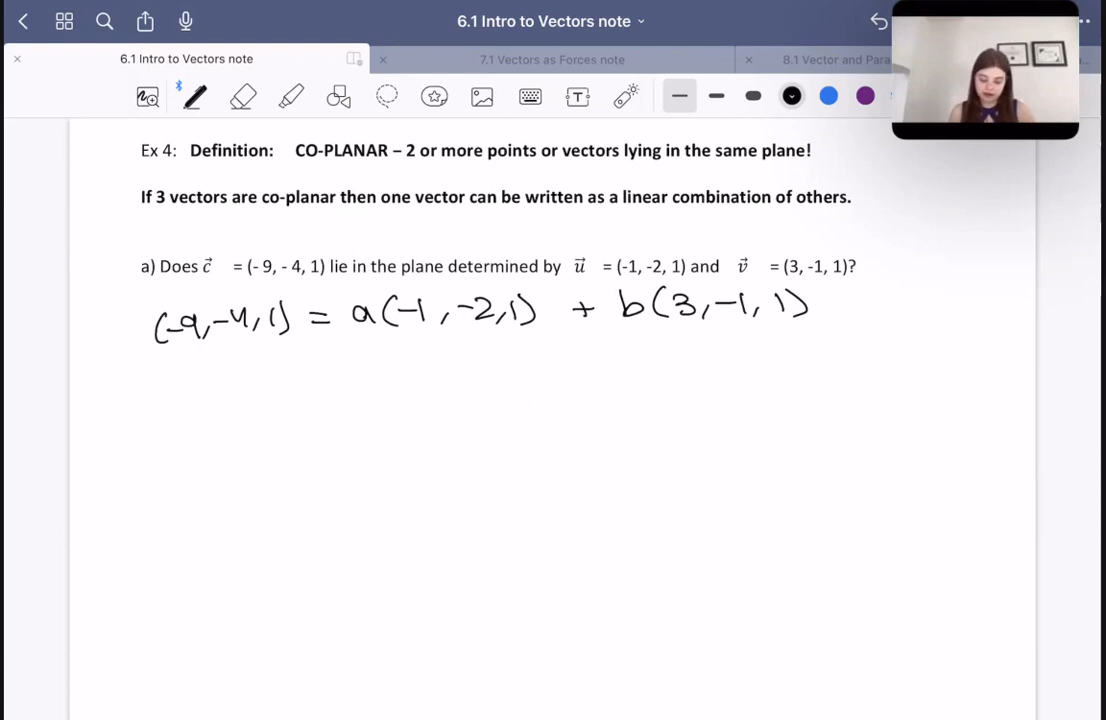 6.1 Intro to Vectors note
6.1 Intro to Vectors note
7.1 Vectors as Forces note
8.1 Vector and Para
Ex 4: Definition: CO-PLANAR – 2 or more points or vectors lying in the same plane!
If 3 vectors are co-planar then one vector can be written as a linear combination of others.
a) Does c⃗ = (- 9, - 4, 1) lie in the plane determined by u⃗ = (-1, -2, 1) and v⃗ = (3, -1, 1)?
(-9,-4,1) = a(-1,-2,1) + b(3,-1,1)